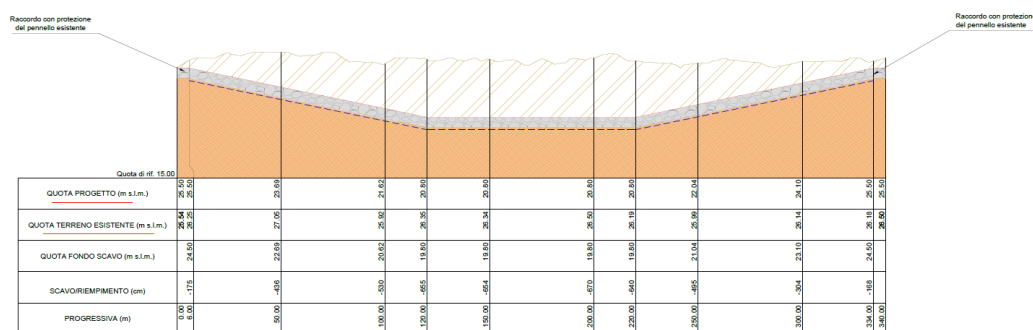 Raccordo con protezione
del pennello esistente
Raccordo con protezione
del pennello esistente
Quota di rif. 15.00
QUOTA PROGETTO (m s.l.m.) 25.50 25.50 23.69 21.62 20.80 20.80 20.80 20.80 22.04 24.10 25.50 25.50
QUOTA TERRENO ESISTENTE (m s.l.m.) 26.25 27.05 25.92 26.35 26.34 26.50 26.19 25.99 26.14 26.18
QUOTA FONDO SCAVO (m s.l.m.) 24.50 22.69 20.62 19.80 19.80 19.80 19.80 21.04 23.10 24.50
SCAVO/RIEMPIMENTO (cm) -175 -436 -530 -655 -654 -670 -640 -495 -304 -168
PROGRESSIVA (m) 0.00 6.00 50.00 100.00 120.00 150.00 200.00 220.00 250.00 300.00 334.00 340.00